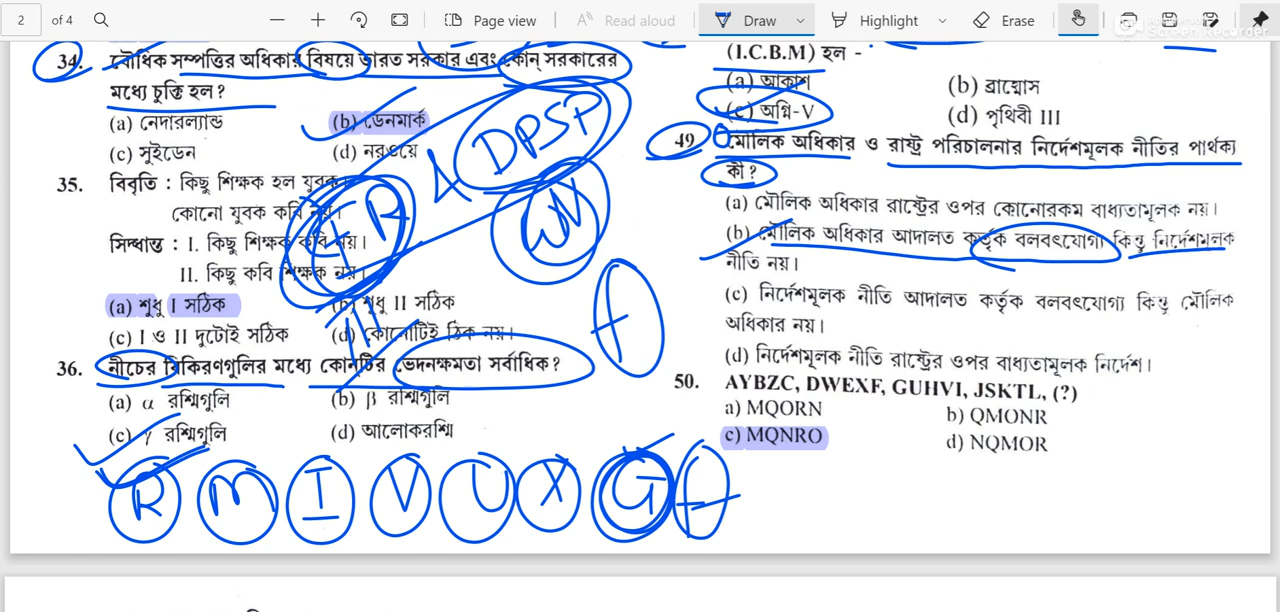 2 of 4 Page view Read aloud Draw Highlight Erase
Screen Recorder
34. মৌধিক সম্পত্তির অধিকার বিষয়ে ভারত সরকার এবং কোন্ সরকারের
মধ্যে চুক্তি হল?
(a) নেদারল্যান্ড (b) ডেনমার্ক
(c) সুইডেন (d) নরওয়ে
35. বিবৃতি : কিছু শিক্ষক হল যুবক।
কোনো যুবক কবি নয়।
সিদ্ধান্ত : I. কিছু শিক্ষক কবি নয়।
II. কিছু কবি শিক্ষক নয়।
(a) শুধু I সঠিক (b) শুধু II সঠিক
(c) I ও II দুটোই সঠিক (d) কোনোটিই ঠিক নয়।
36. নীচের বিকিরণগুলির মধ্যে কোন্‌টির ভেদনক্ষমতা সর্বাধিক?
(a) α রশ্মিগুলি (b) β রশ্মিগুলি
(c) γ রশ্মিগুলি (d) আলোকরশ্মি
FR 4 DPSP
R M I V U X G
(I.C.B.M) হল -
(a) আকাশ (b) ব্রাহ্মোস
(c) অগ্নি-V (d) পৃথিবী III
49 মৌলিক অধিকার ও রাষ্ট্র পরিচালনার নির্দেশমূলক নীতির পার্থক্য
কী?
(a) মৌলিক অধিকার রাস্টের ওপর কোনোরকম বাধ্যতামূলক নয়।
(b) মৌলিক অধিকার আদালত কর্তৃক বলবৎযোগ্য কিন্তু নির্দেশমূলক
নীতি নয়।
(c) নির্দেশমূলক নীতি আদালত কর্তৃক বলবৎযোগ্য কিন্তু মৌলিক
অধিকার নয়।
(d) নির্দেশমূলক নীতি রাস্টের ওপর বাধ্যতামূলক নির্দেশ।
50. AYBZC, DWEXF, GUHVI, JSKTL, (?)
a) MQORN b) QMONR
c) MQNRO d) NQMOR